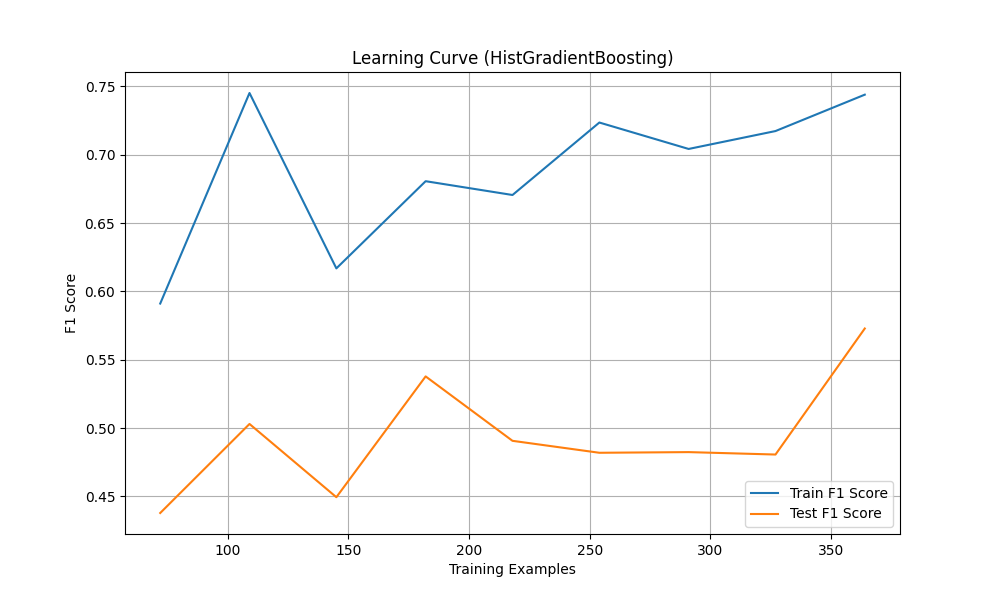 Learning Curve (HistGradientBoosting)
0.75
0.70
0.65
0.60
0.55
0.50
0.45
F1 Score
Train F1 Score
Test F1 Score
100
150
200
250
300
350
Training Examples